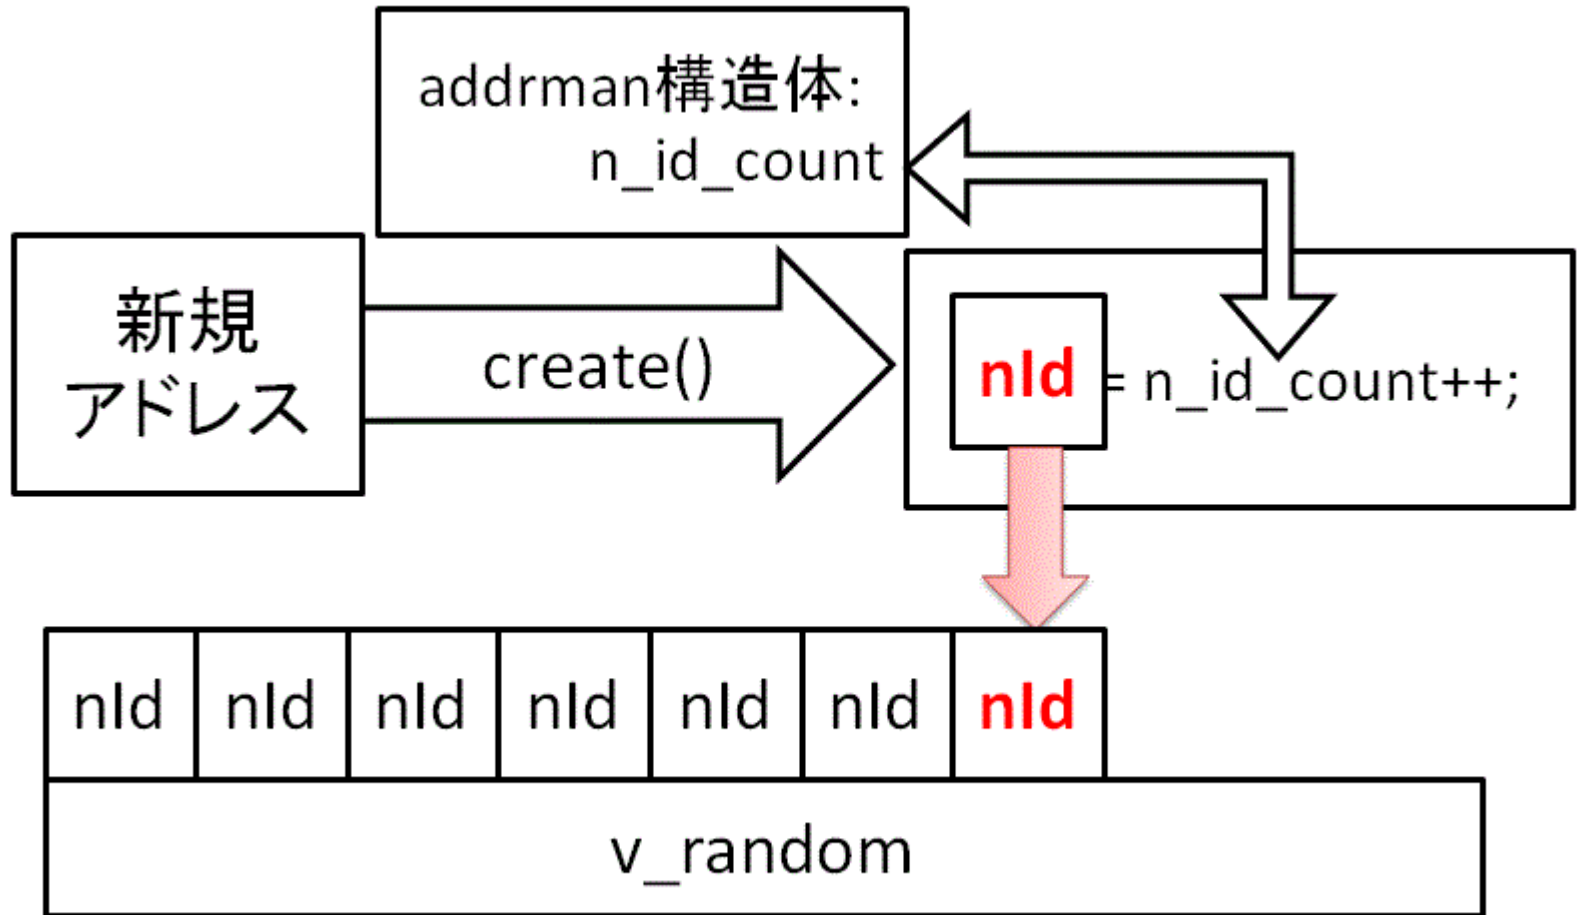 addrman構造体:
n_id_count
新規
アドレス
create()
nId = n_id_count++;
nId nId nId nId nId nId nId
v_random